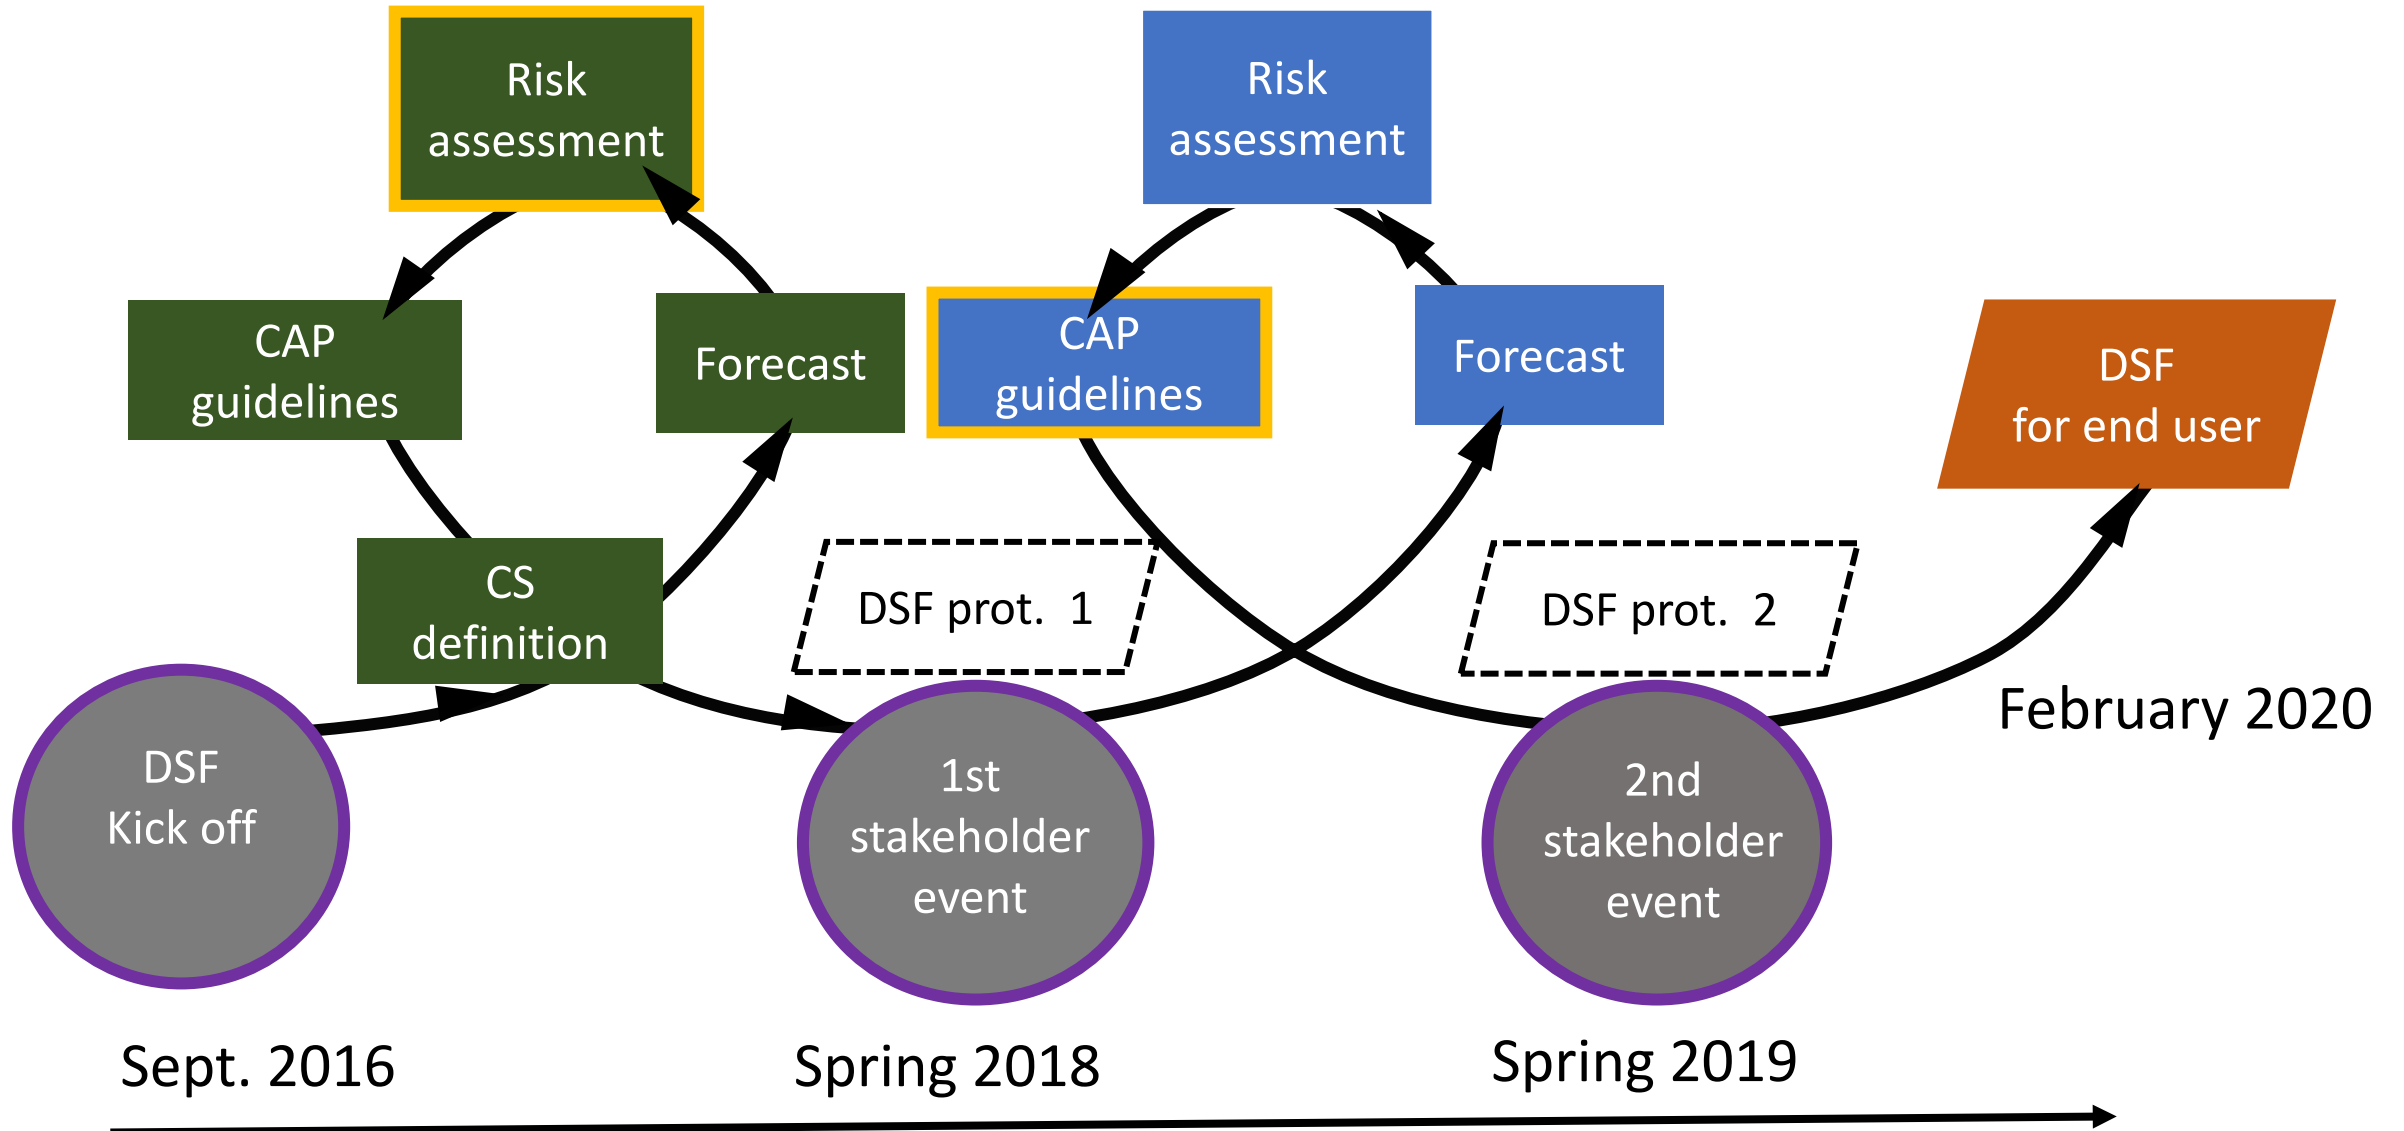 Risk
assessment
Risk
assessment
CAP
guidelines
Forecast
CAP
guidelines
Forecast
DSF
for end user
CS
definition
DSF prot.  1
DSF prot.  2
DSF
Kick off
1st
stakeholder
event
2nd
stakeholder
event
February 2020
Sept. 2016
Spring 2018
Spring 2019